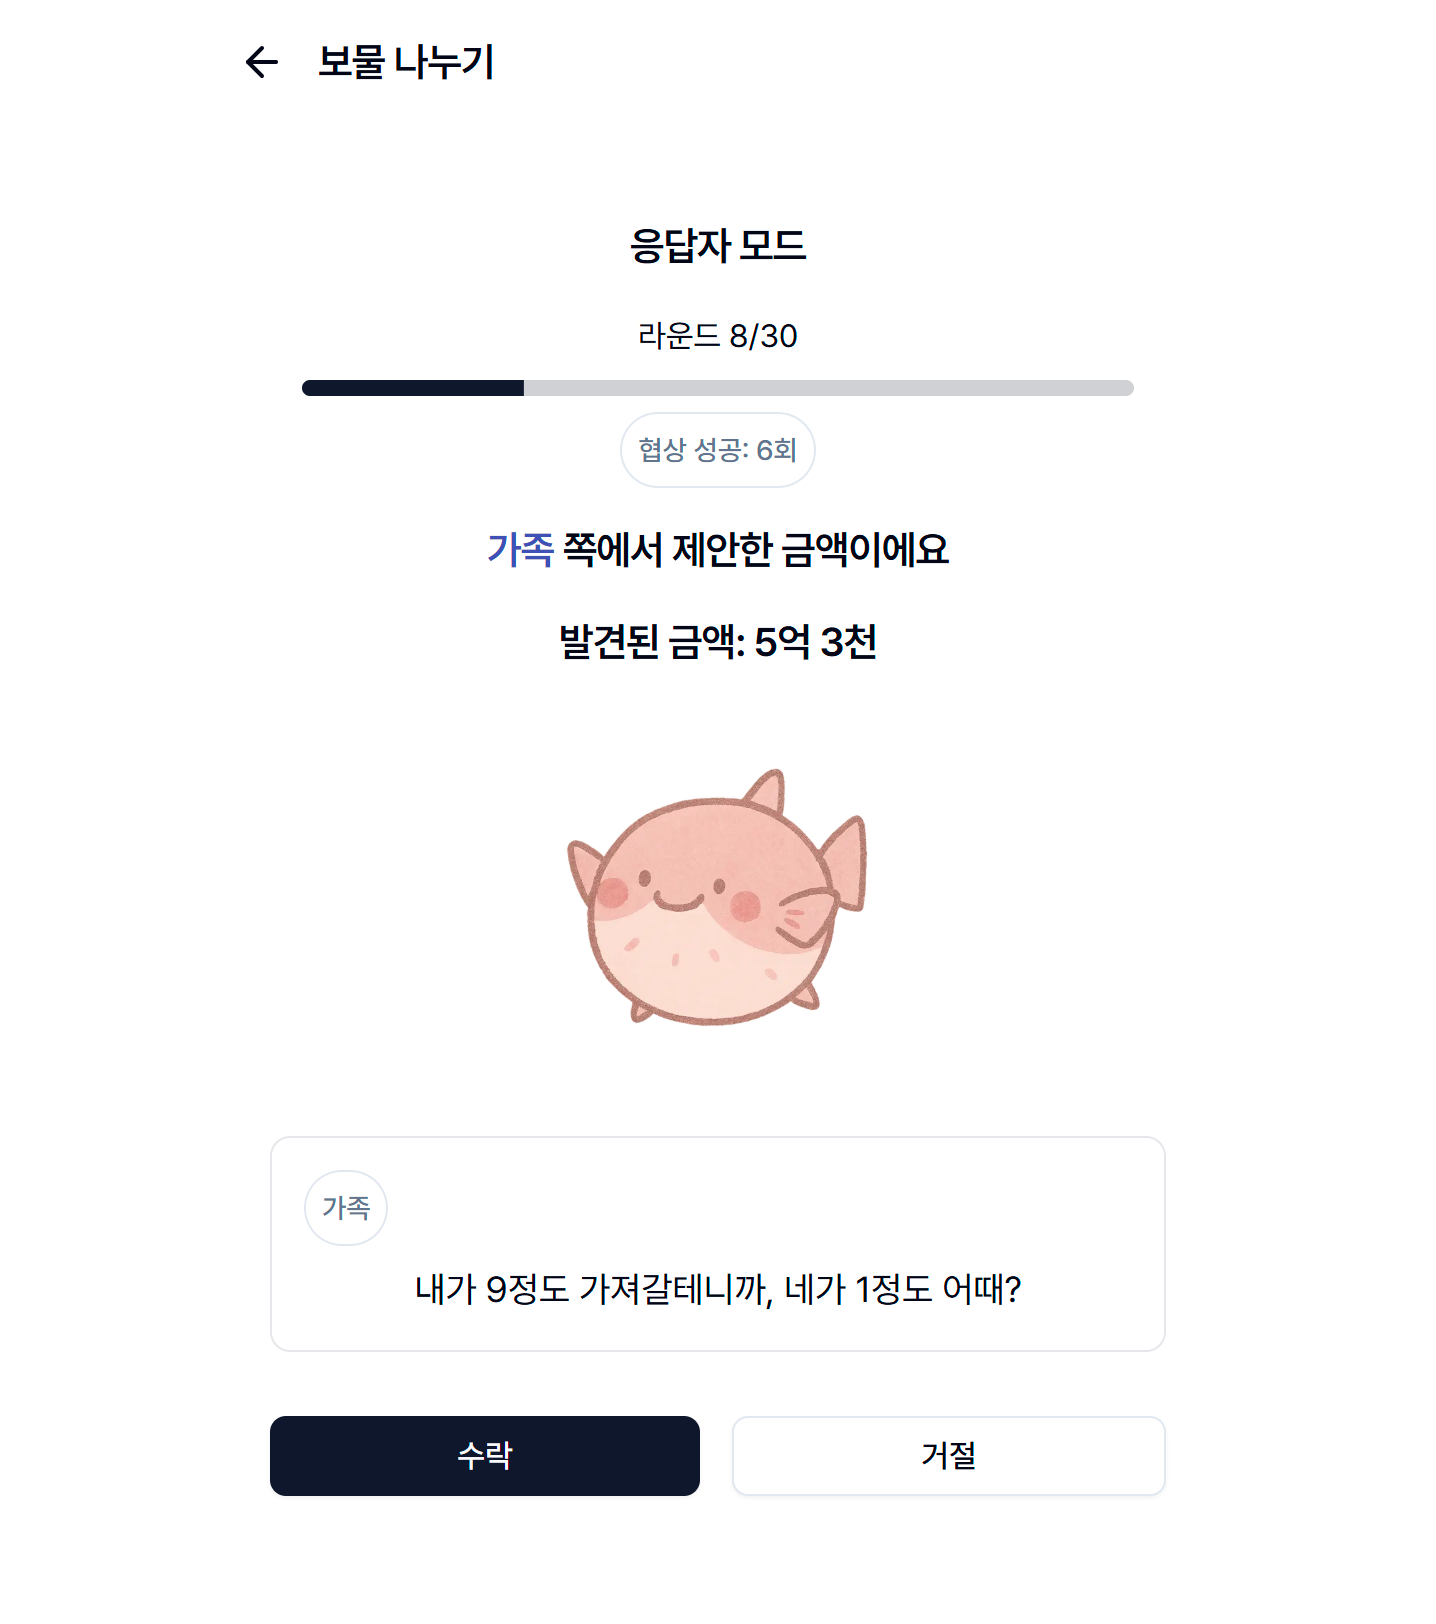 보물 나누기
응답자 모드
라운드 8/30
협상 성공: 6회
가족 쪽에서 제안한 금액이에요
발견된 금액: 5억 3천
가족
내가 9정도 가져갈테니까, 네가 1정도 어때?
수락
거절